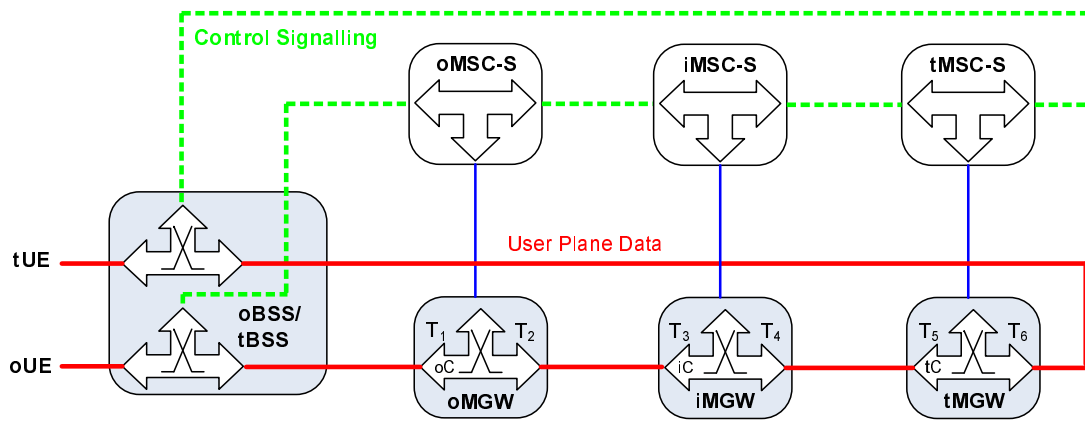 Control Signalling
oMSC-S
iMSC-S
tMSC-S
User Plane Data
tUE
oBSS/
tBSS
oUE
T1
T2
oC
oMGW
T3
T4
iC
iMGW
T5
T6
tC
tMGW